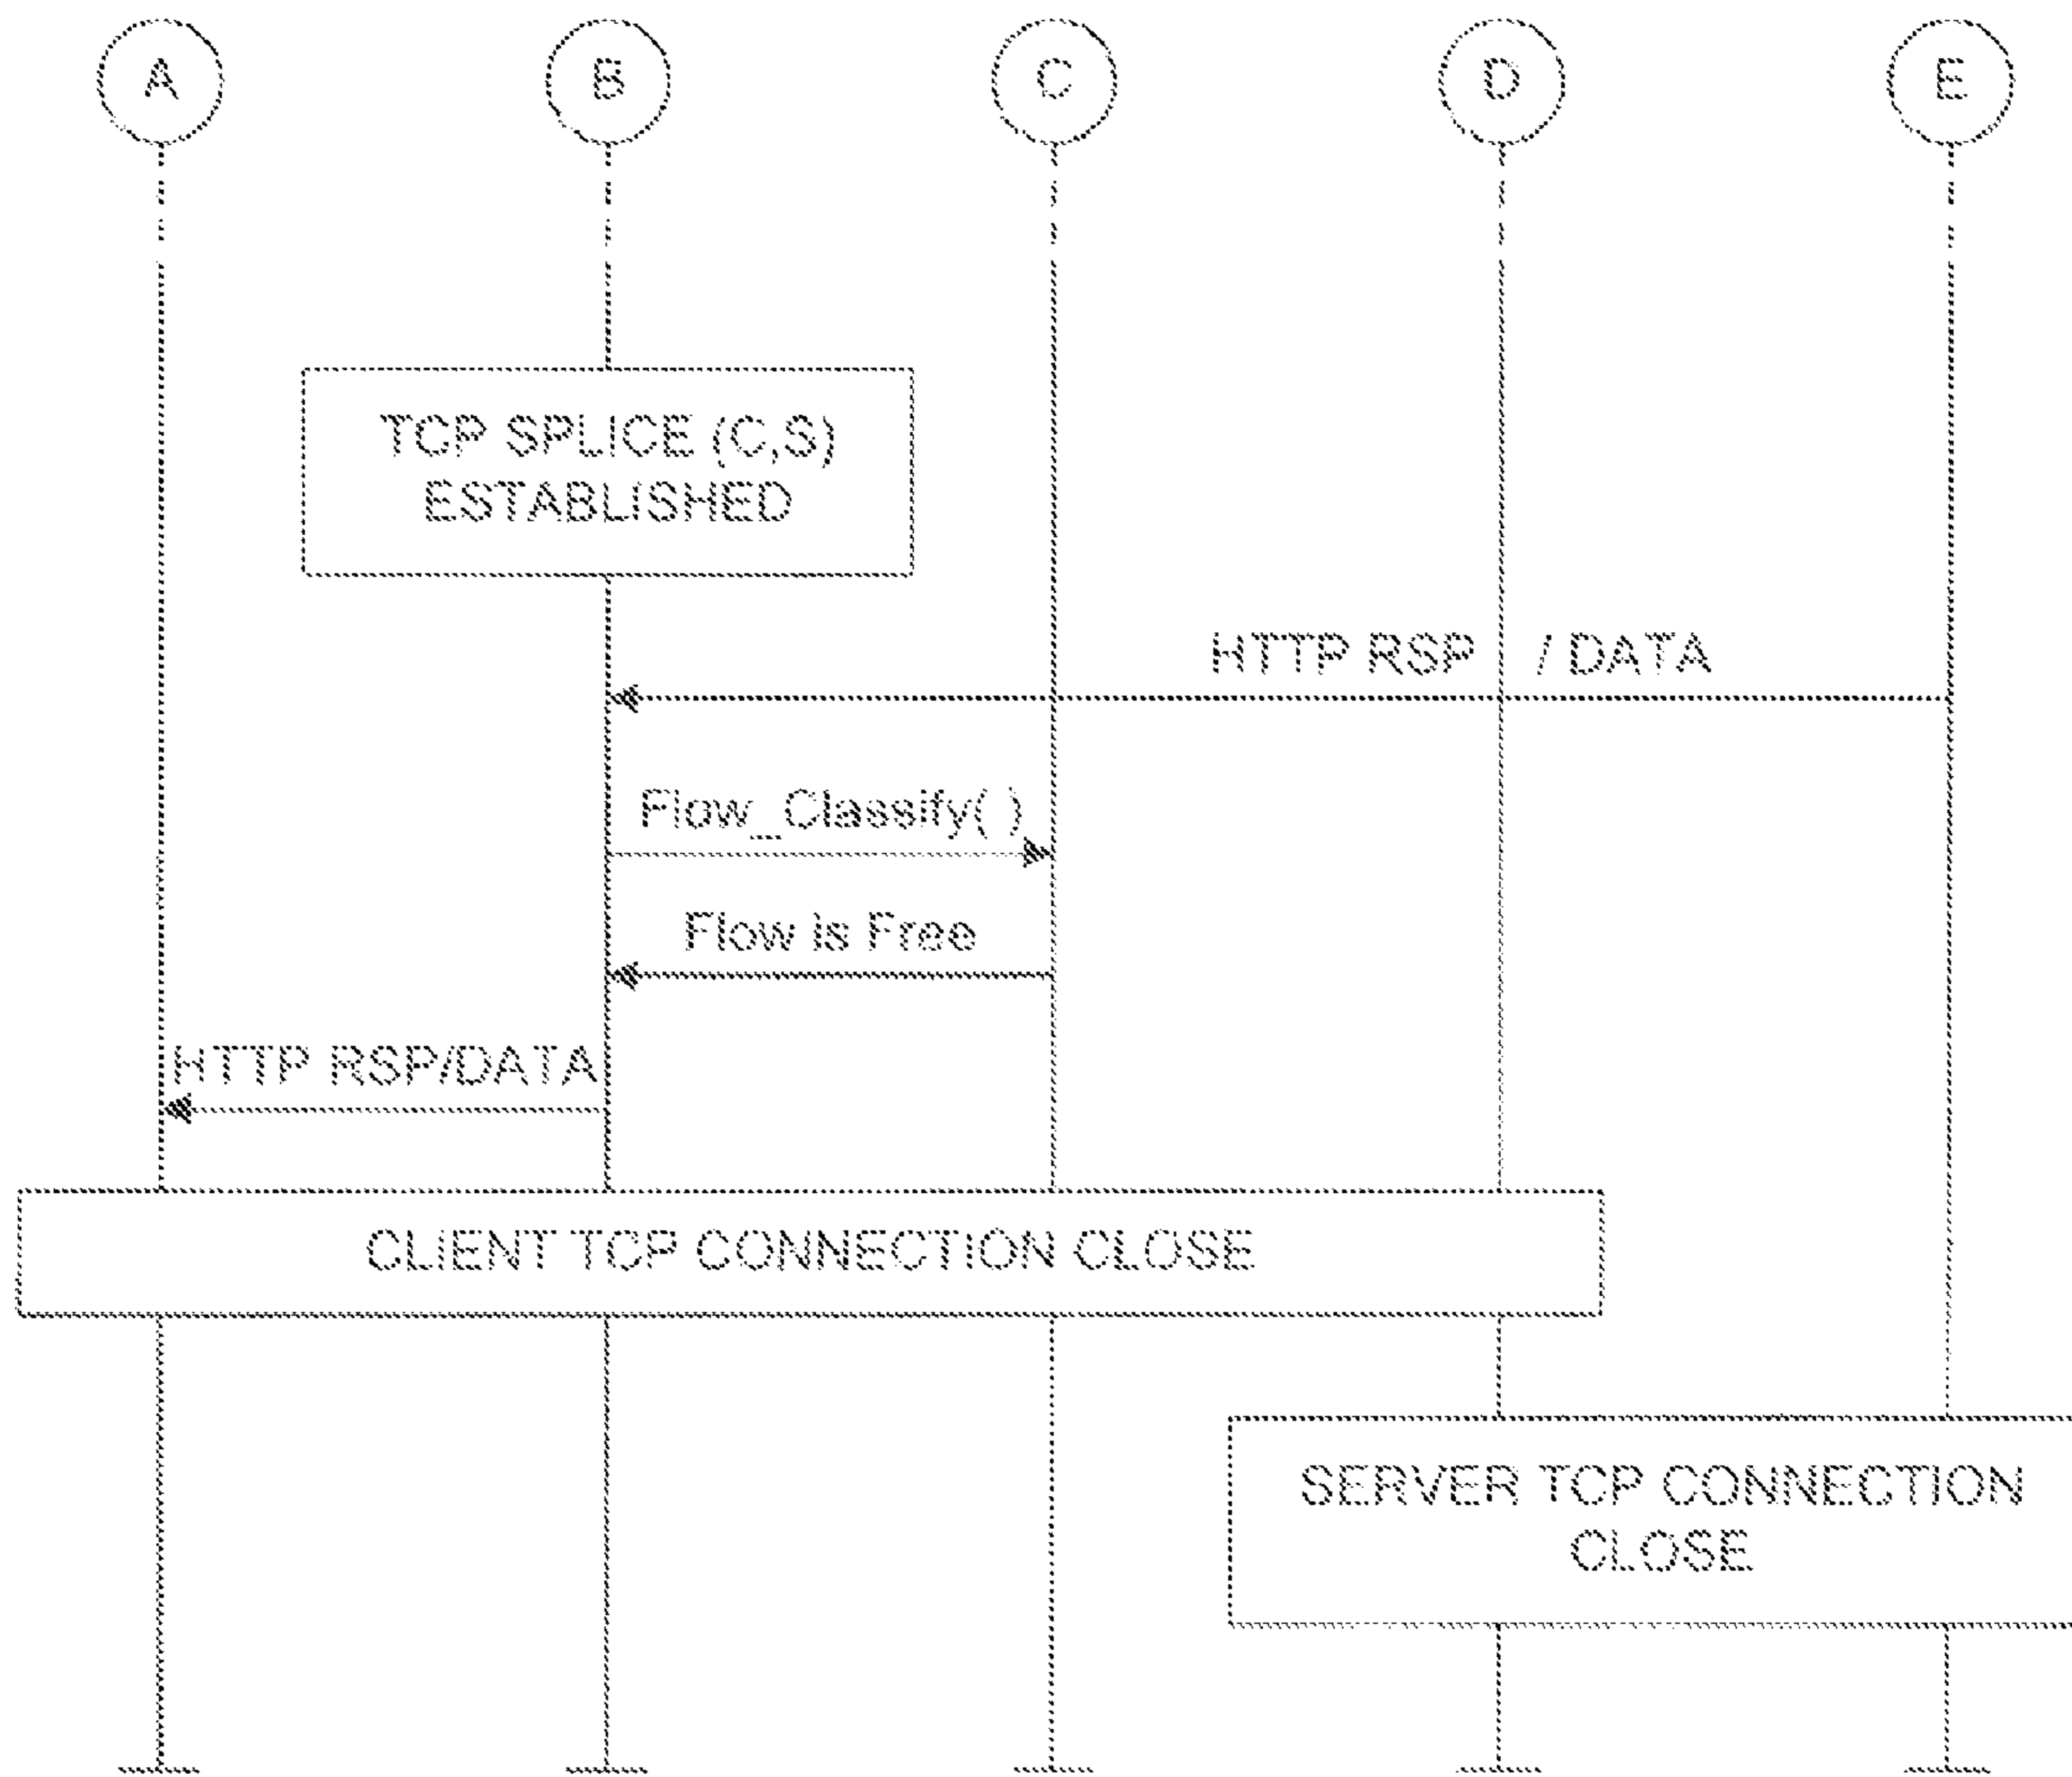 A B C D E
TCP SPLICE (C,S)
ESTABLISHED
HTTP RSP / DATA
Flow_Classify( )
Flow is Free
HTTP RSP/DATA
CLIENT TCP CONNECTION CLOSE
SERVER TCP CONNECTION
CLOSE